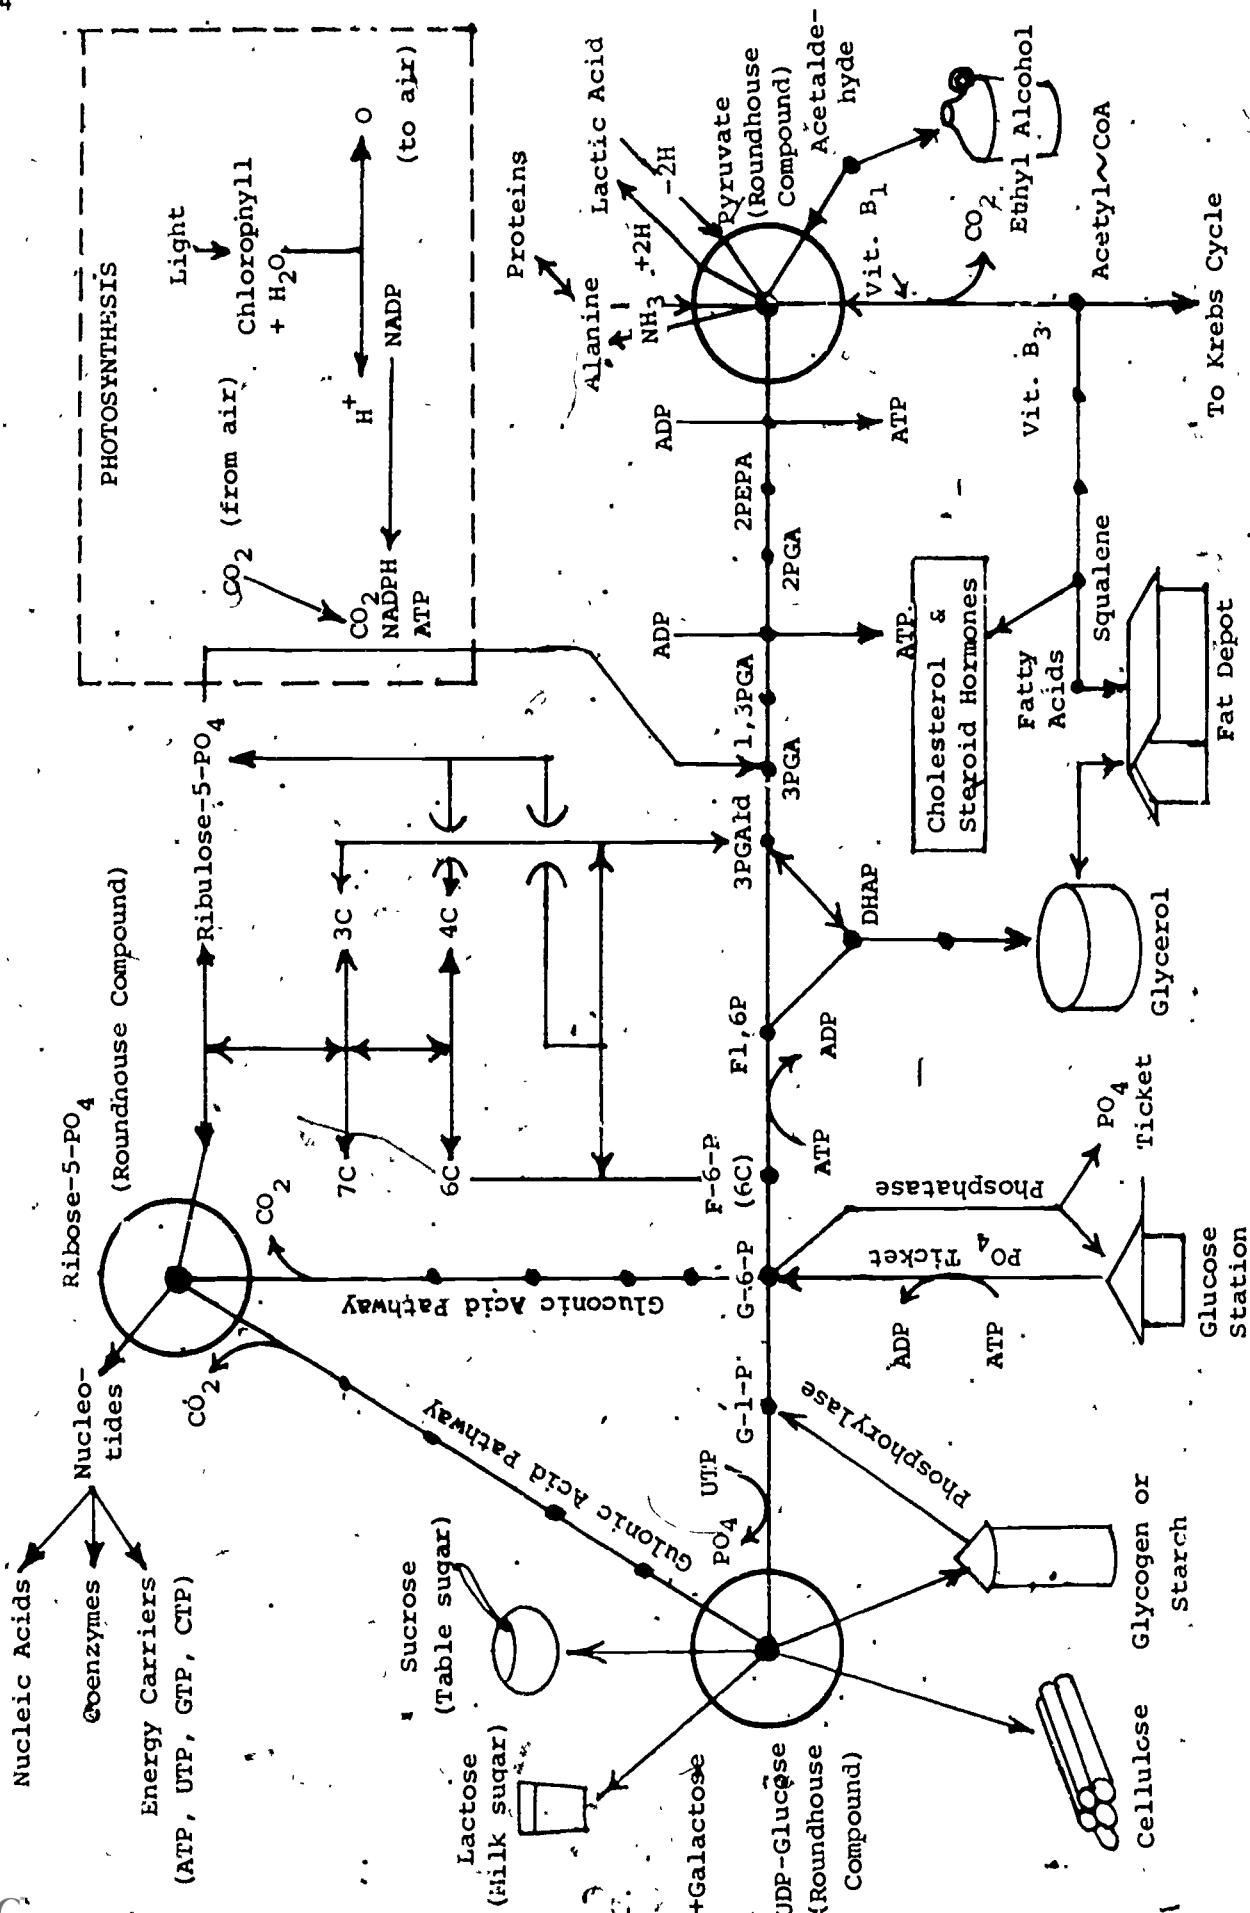 Nucleic Acids
Coenzymes
Energy Carriers
(ATP, UTP, GTP, CTP)
Nucleo-
tides
Ribose-5-PO4
(Roundhouse Compound)
Ribulose-5-PO4
PHOTOSYNTHESIS
CO2 (from air)
CO2
NADPH
ATP
Light
Chlorophyll
+ H2O
H+
NADP
O
(to air)
CO2
CO2
Gluconic Acid Pathway
Gulonic Acid Pathway
7C
3C
6C
4C
Sucrose
(Table sugar)
Lactose
(Milk sugar)
+Galactose
UDP-Glucose
(Roundhouse
Compound)
PO4
UTP
G-1-P
G-6-P
F-6-P
(6C)
F1,6P
3PGAld
3PGA
1,3PGA
2PGA
2PEPA
ADP
ATP
ADP
ATP
Proteins
Alanine
NH3
+2H
Lactic Acid
-2H
Pyruvate
(Roundhouse
Compound)
Acetalde-
hyde
Ethyl Alcohol
Vit. B1
CO2
Acetyl~CoA
To Krebs Cycle
Vit. B3
Squalene
Cholesterol &
Steroid Hormones
Fatty
Acids
Fat Depot
DHAP
Glycerol
ATP
ADP
Phosphatase
PO4
Ticket
PO4
Ticket
ADP
ATP
Glucose
Station
Phosphorylase
Glycogen or
Starch
Cellulose